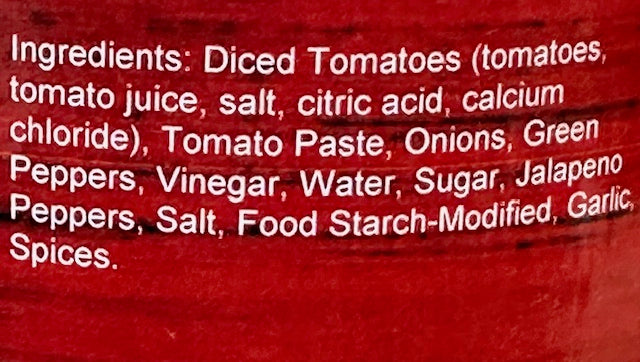 Ingredients: Diced Tomatoes (tomatoes,
tomato juice, salt, citric acid, calcium
chloride), Tomato Paste, Onions, Green
Peppers, Vinegar, Water, Sugar, Jalapeno
Peppers, Salt, Food Starch-Modified, Garlic,
Spices.